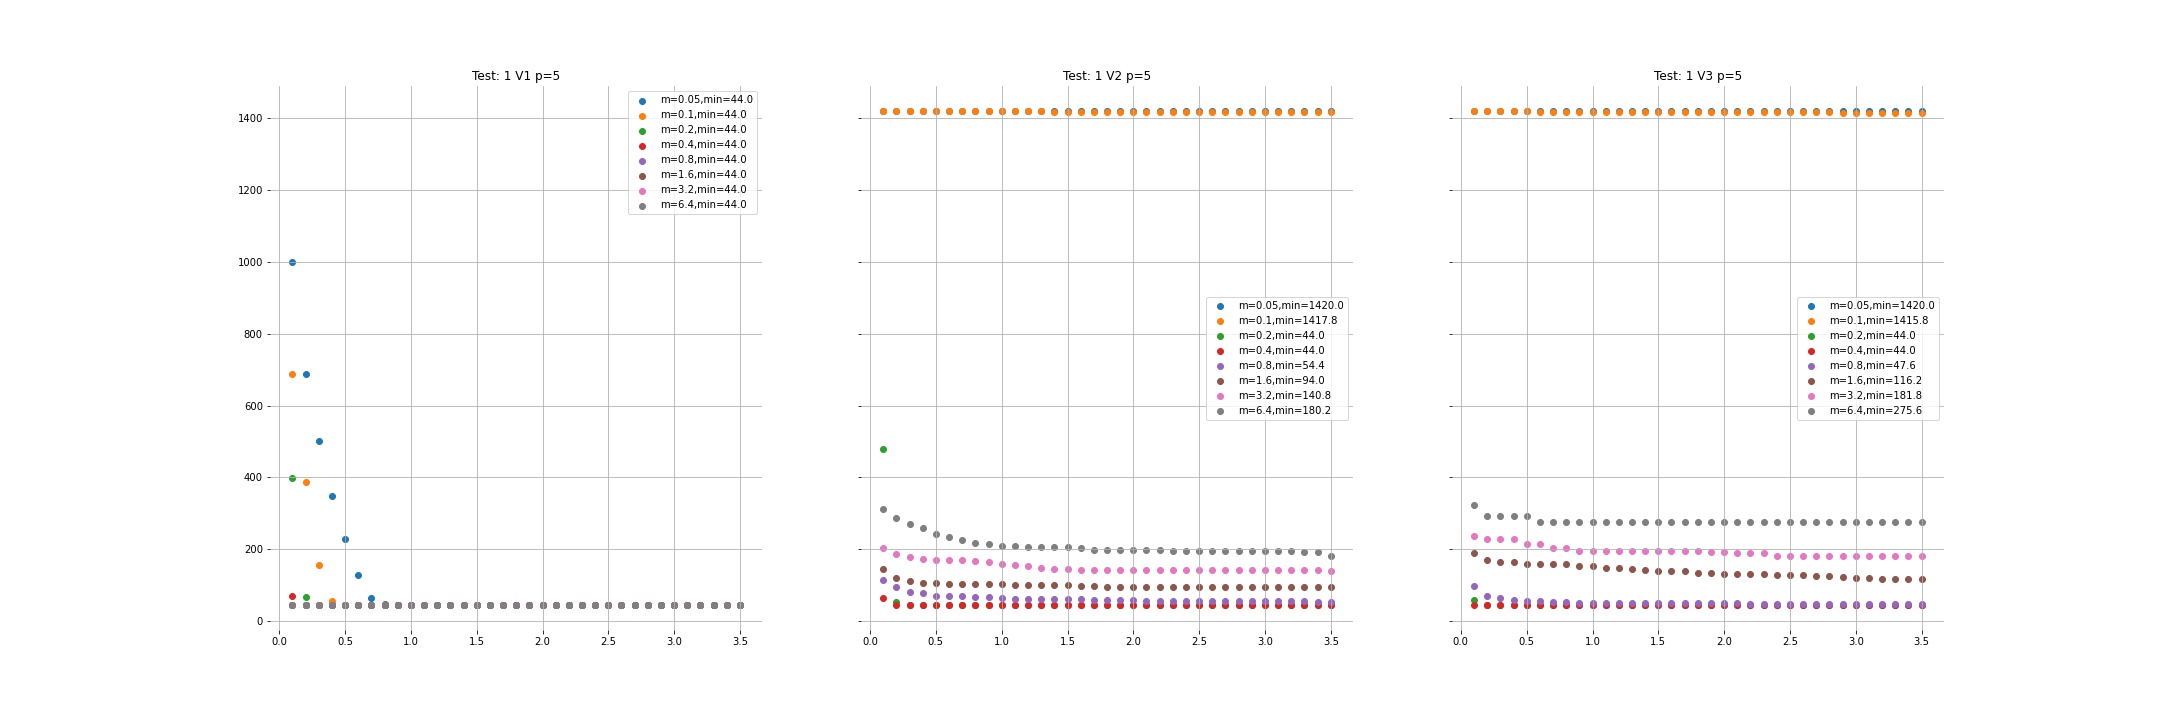 Test: 1 V1 p=5
1400
1200
1000
800
600
400
200
0
0.0 0.5 1.0 1.5 2.0 2.5 3.0 3.5
m=0.05,min=44.0
m=0.1,min=44.0
m=0.2,min=44.0
m=0.4,min=44.0
m=0.8,min=44.0
m=1.6,min=44.0
m=3.2,min=44.0
m=6.4,min=44.0
Test: 1 V2 p=5
m=0.05,min=1420.0
m=0.1,min=1417.8
m=0.2,min=44.0
m=0.4,min=44.0
m=0.8,min=54.4
m=1.6,min=94.0
m=3.2,min=140.8
m=6.4,min=180.2
0.0 0.5 1.0 1.5 2.0 2.5 3.0 3.5
Test: 1 V3 p=5
m=0.05,min=1420.0
m=0.1,min=1415.8
m=0.2,min=44.0
m=0.4,min=44.0
m=0.8,min=47.6
m=1.6,min=116.2
m=3.2,min=181.8
m=6.4,min=275.6
0.0 0.5 1.0 1.5 2.0 2.5 3.0 3.5